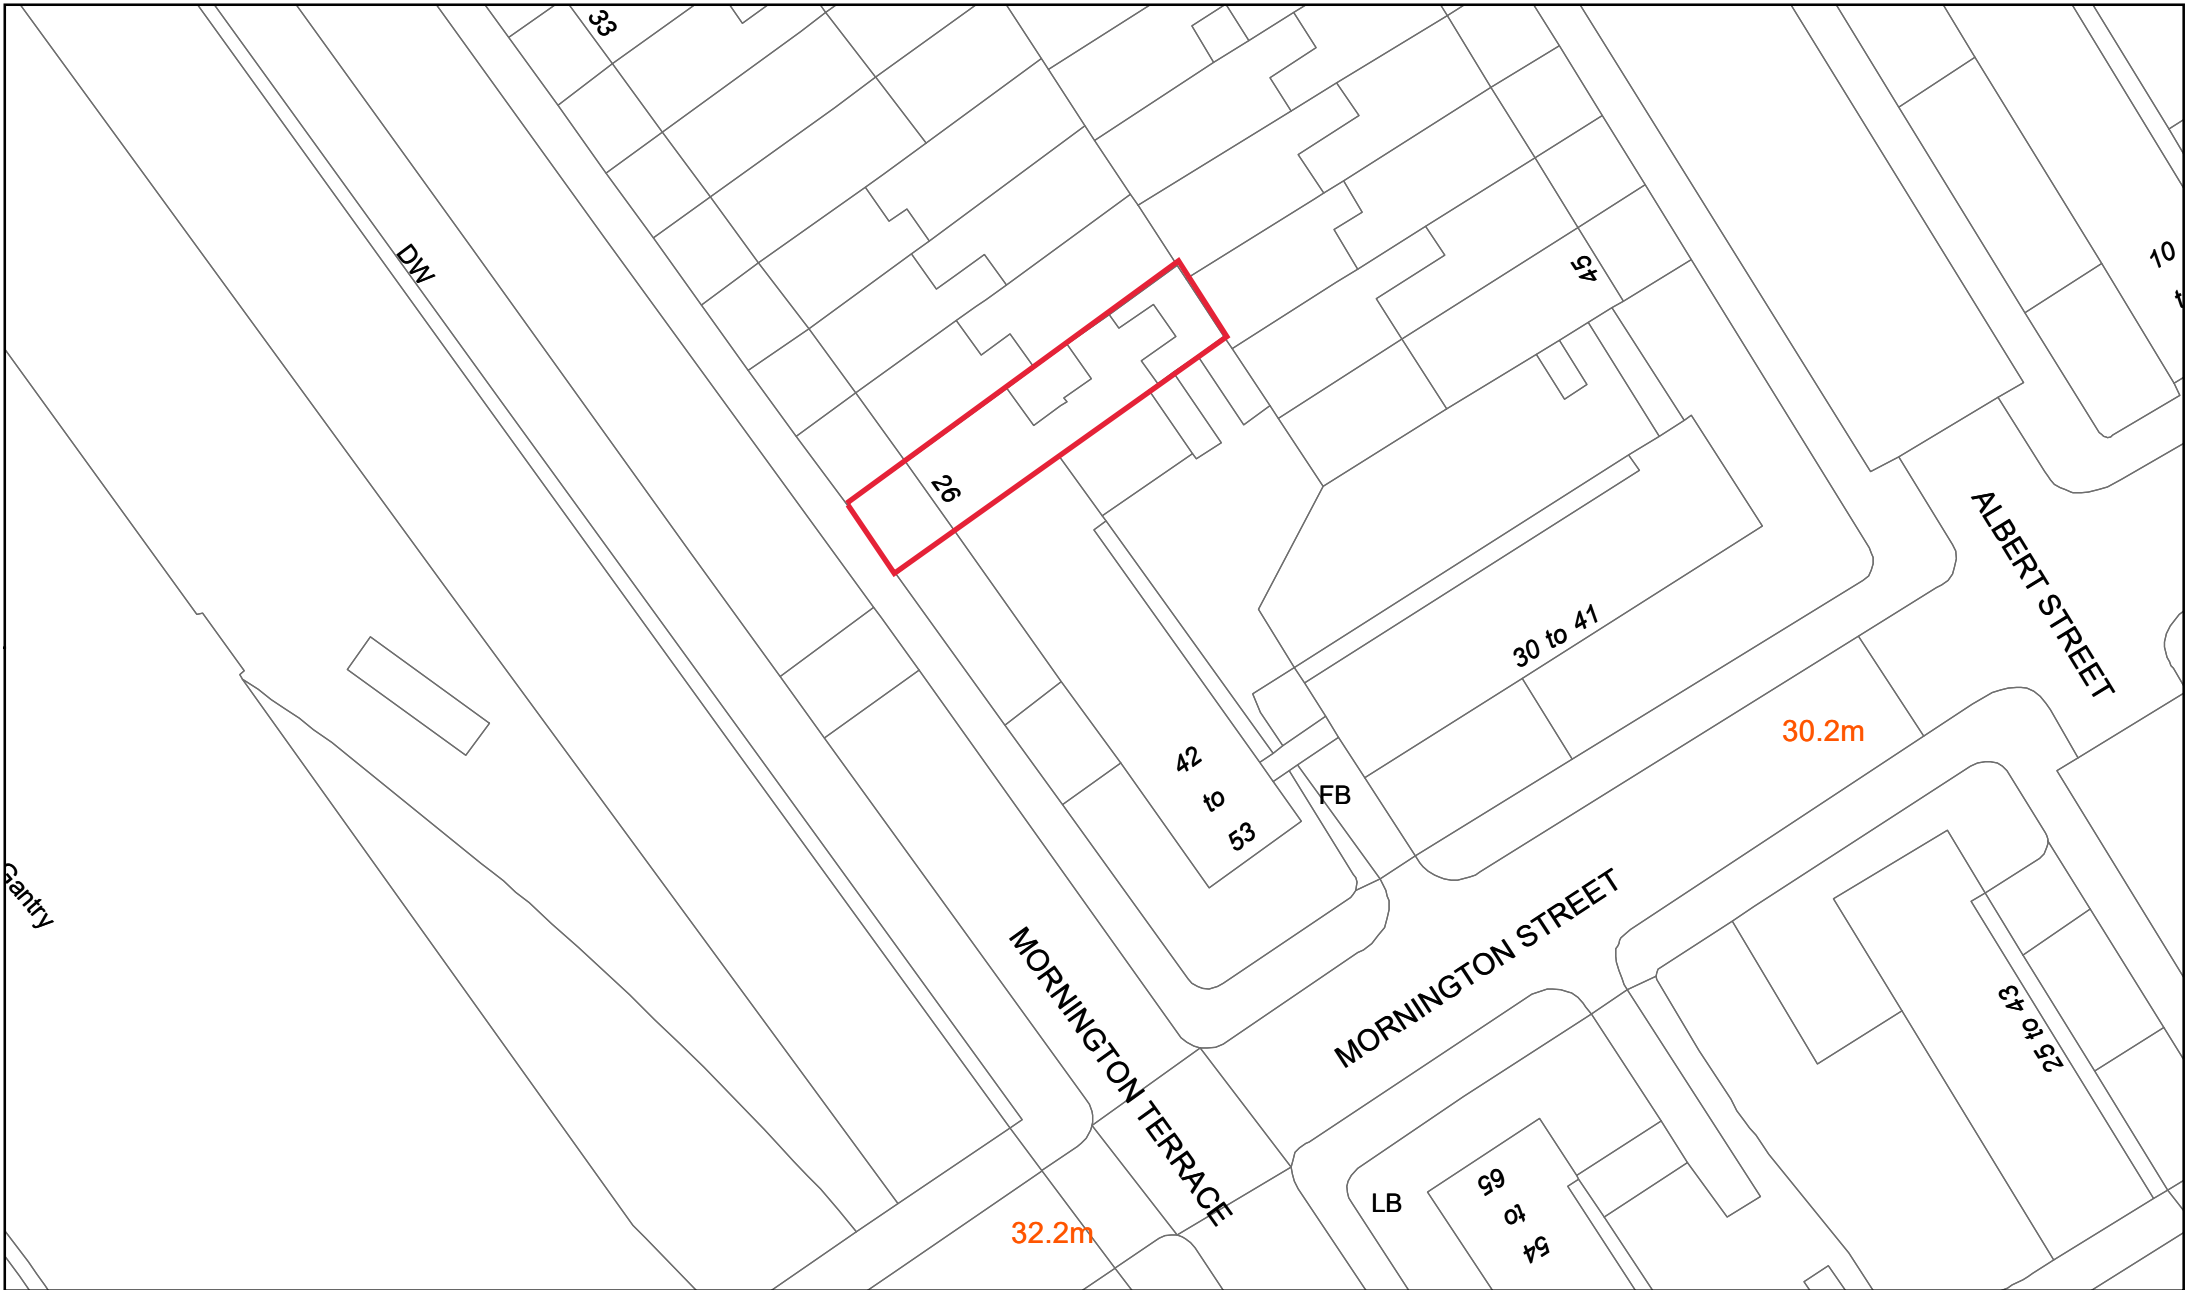 33
DW
45
10
t
26
ALBERT STREET
30 to 41
30.2m
42
to
53
FB
Gantry
MORNINGTON STREET
MORNINGTON TERRACE
25 to 43
65
to
54
LB
32.2m